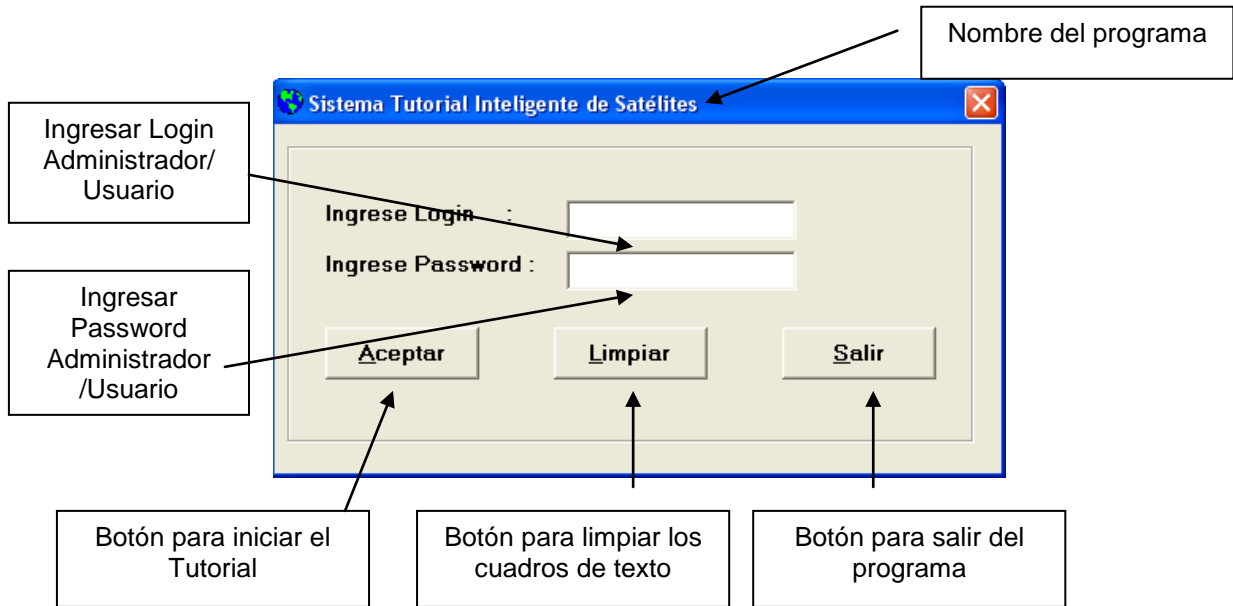 Nombre del programa
Sistema Tutorial Inteligente de Satélites
Ingresar Login
Administrador/
Usuario
Ingrese Login :
Ingrese Password :
Ingresar
Password
Administrador
/Usuario
Aceptar
Limpiar
Salir
Botón para iniciar el
Tutorial
Botón para limpiar los
cuadros de texto
Botón para salir del
programa